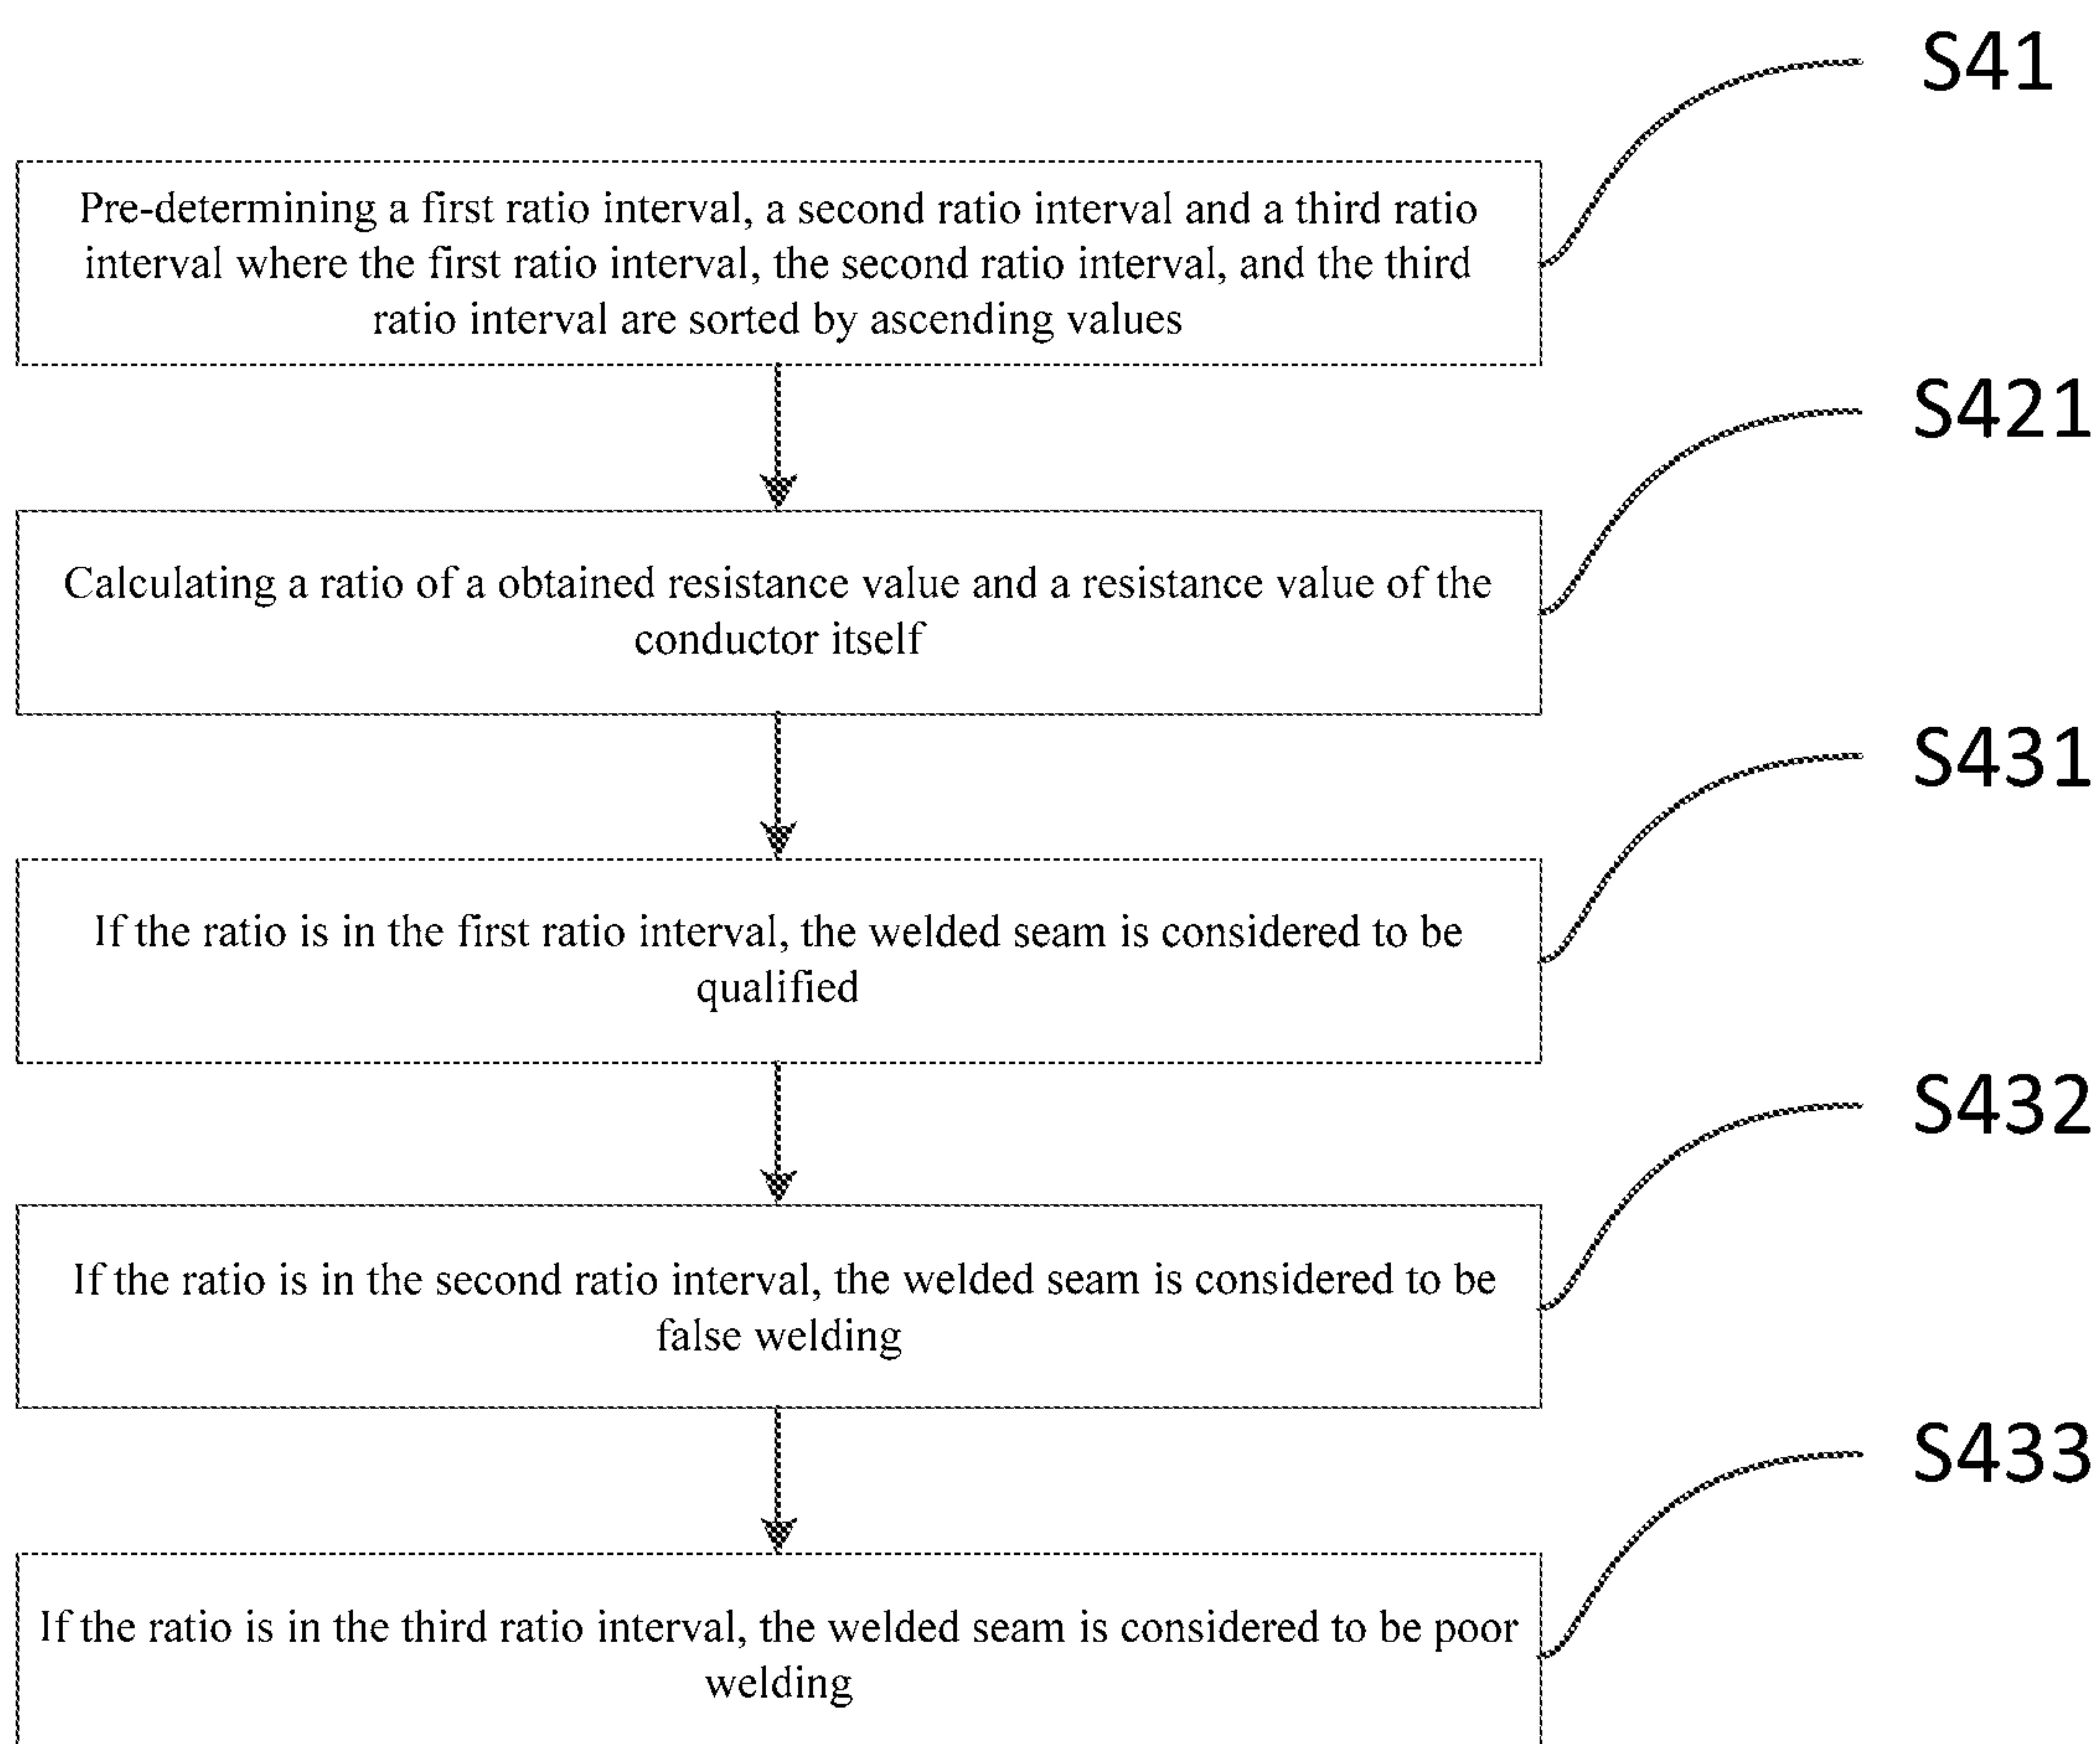 S41
Pre-determining a first ratio interval, a second ratio interval and a third ratio
interval where the first ratio interval, the second ratio interval, and the third
ratio interval are sorted by ascending values
S421
Calculating a ratio of a obtained resistance value and a resistance value of the
conductor itself
S431
If the ratio is in the first ratio interval, the welded seam is considered to be
qualified
S432
If the ratio is in the second ratio interval, the welded seam is considered to be
false welding
S433
If the ratio is in the third ratio interval, the welded seam is considered to be poor
welding